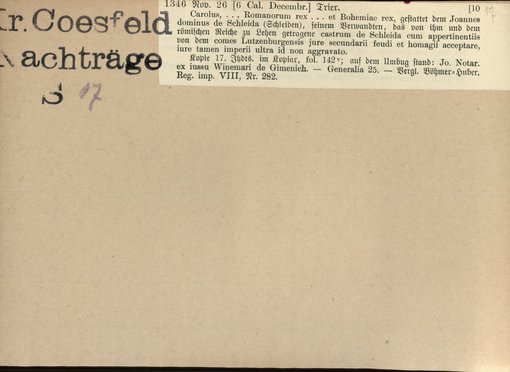 Kr. Coesfeld
Nachträge
S 17
1346 Nov. 26 [6 Cal. Decembr.] Trier. [10
17
Carolus, . . . Romanorum rex . . . et Bohemiae rex, gestattet dem Joannes
dominus de Schleida (Schleiden), seinem Verwandten, das von ihm und dem
römischen Reiche zu Lehen getragene castrum de Schleida cum appertinentiis
von dem comes Lutzenburgensis jure secundarii feudi et homagii acceptare,
iure tamen imperii ultra id non aggravato.
Kopie 17. Jhdts. im Kopiar, fol. 142v; auf dem Umbug stand: Jo. Notar.
ex iussu Winemari de Gimenich. — Generalia 25. — Vergl. Böhmer-Huber,
Reg. imp. VIII, Nr. 282.